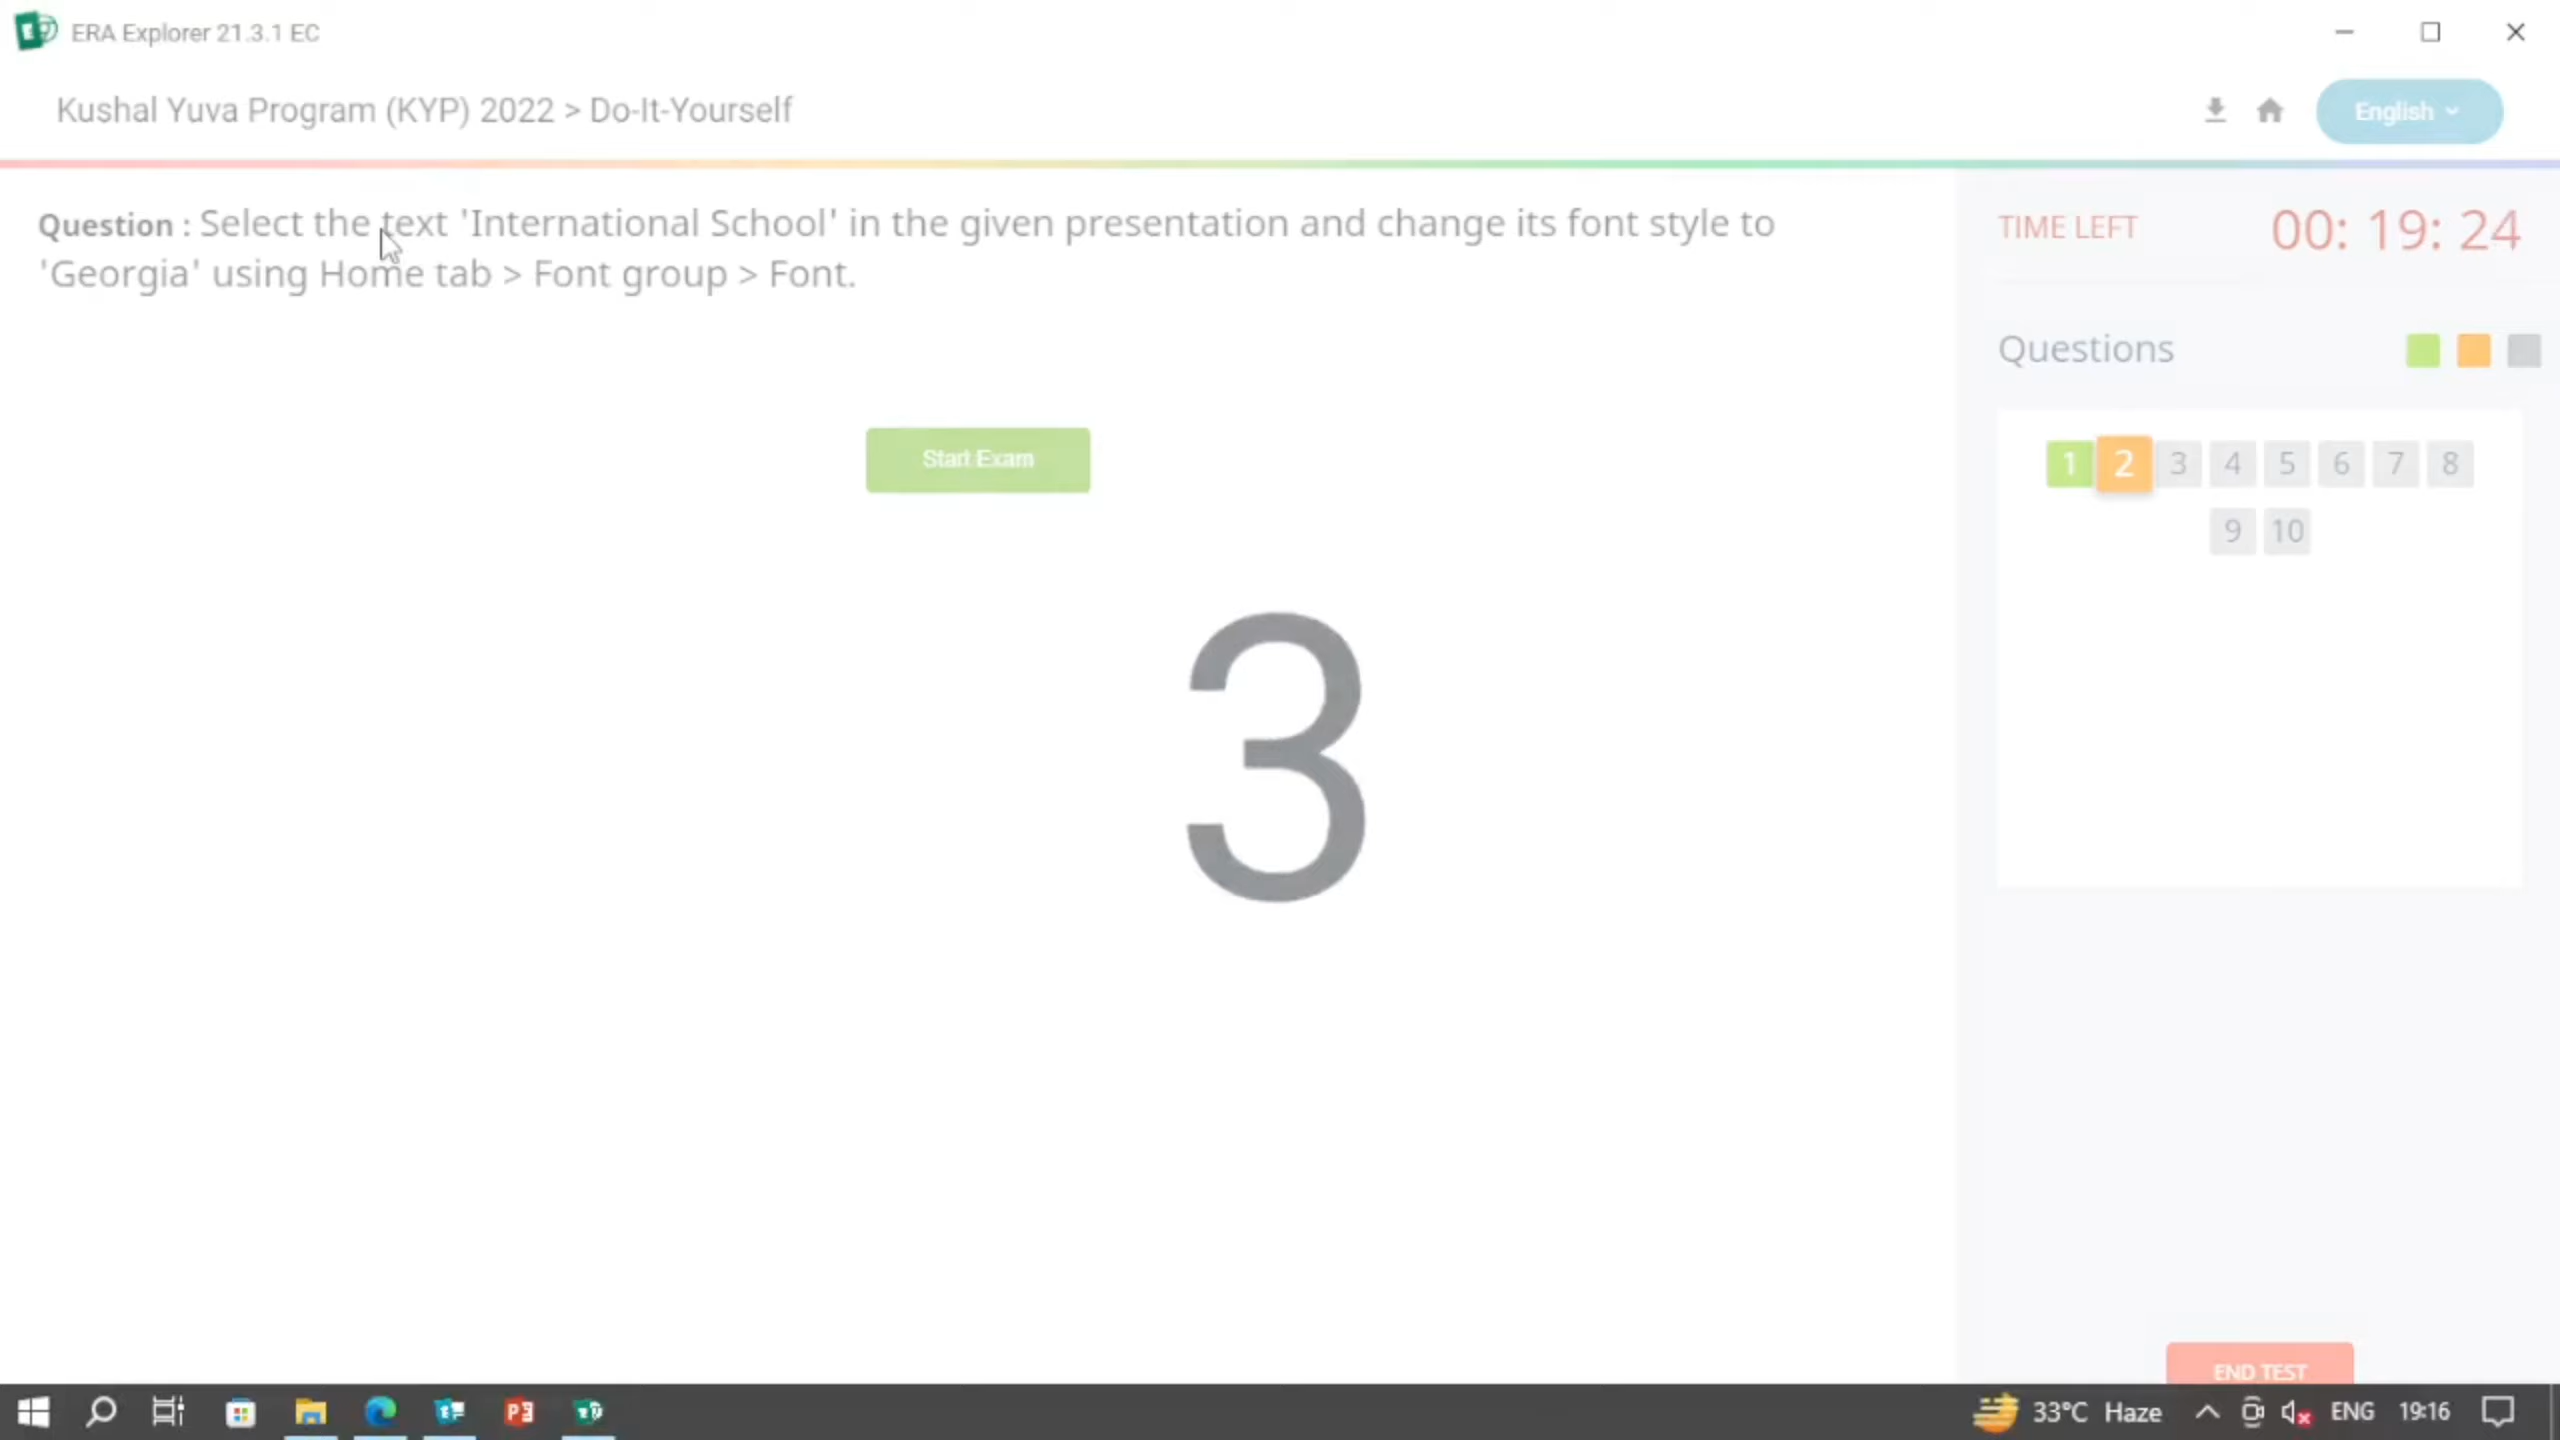 ERA Explorer 21.3.1 EC
Kushal Yuva Program (KYP) 2022 > Do-It-Yourself
English
Question : Select the text 'International School' in the given presentation and change its font style to
'Georgia' using Home tab > Font group > Font.
TIME LEFT 00: 19: 24
Questions
Start Exam
1 2 3 4 5 6 7 8
9 10
3
END TEST
33°C Haze ENG 19:16